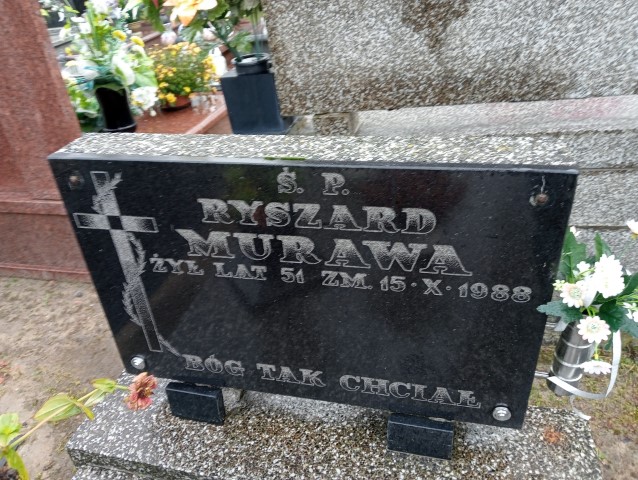 Ś. P.
RYSZARD
MURAWA
ŻYŁ LAT 51 ZM. 15·X·1988
BÓG TAK CHCIAŁ